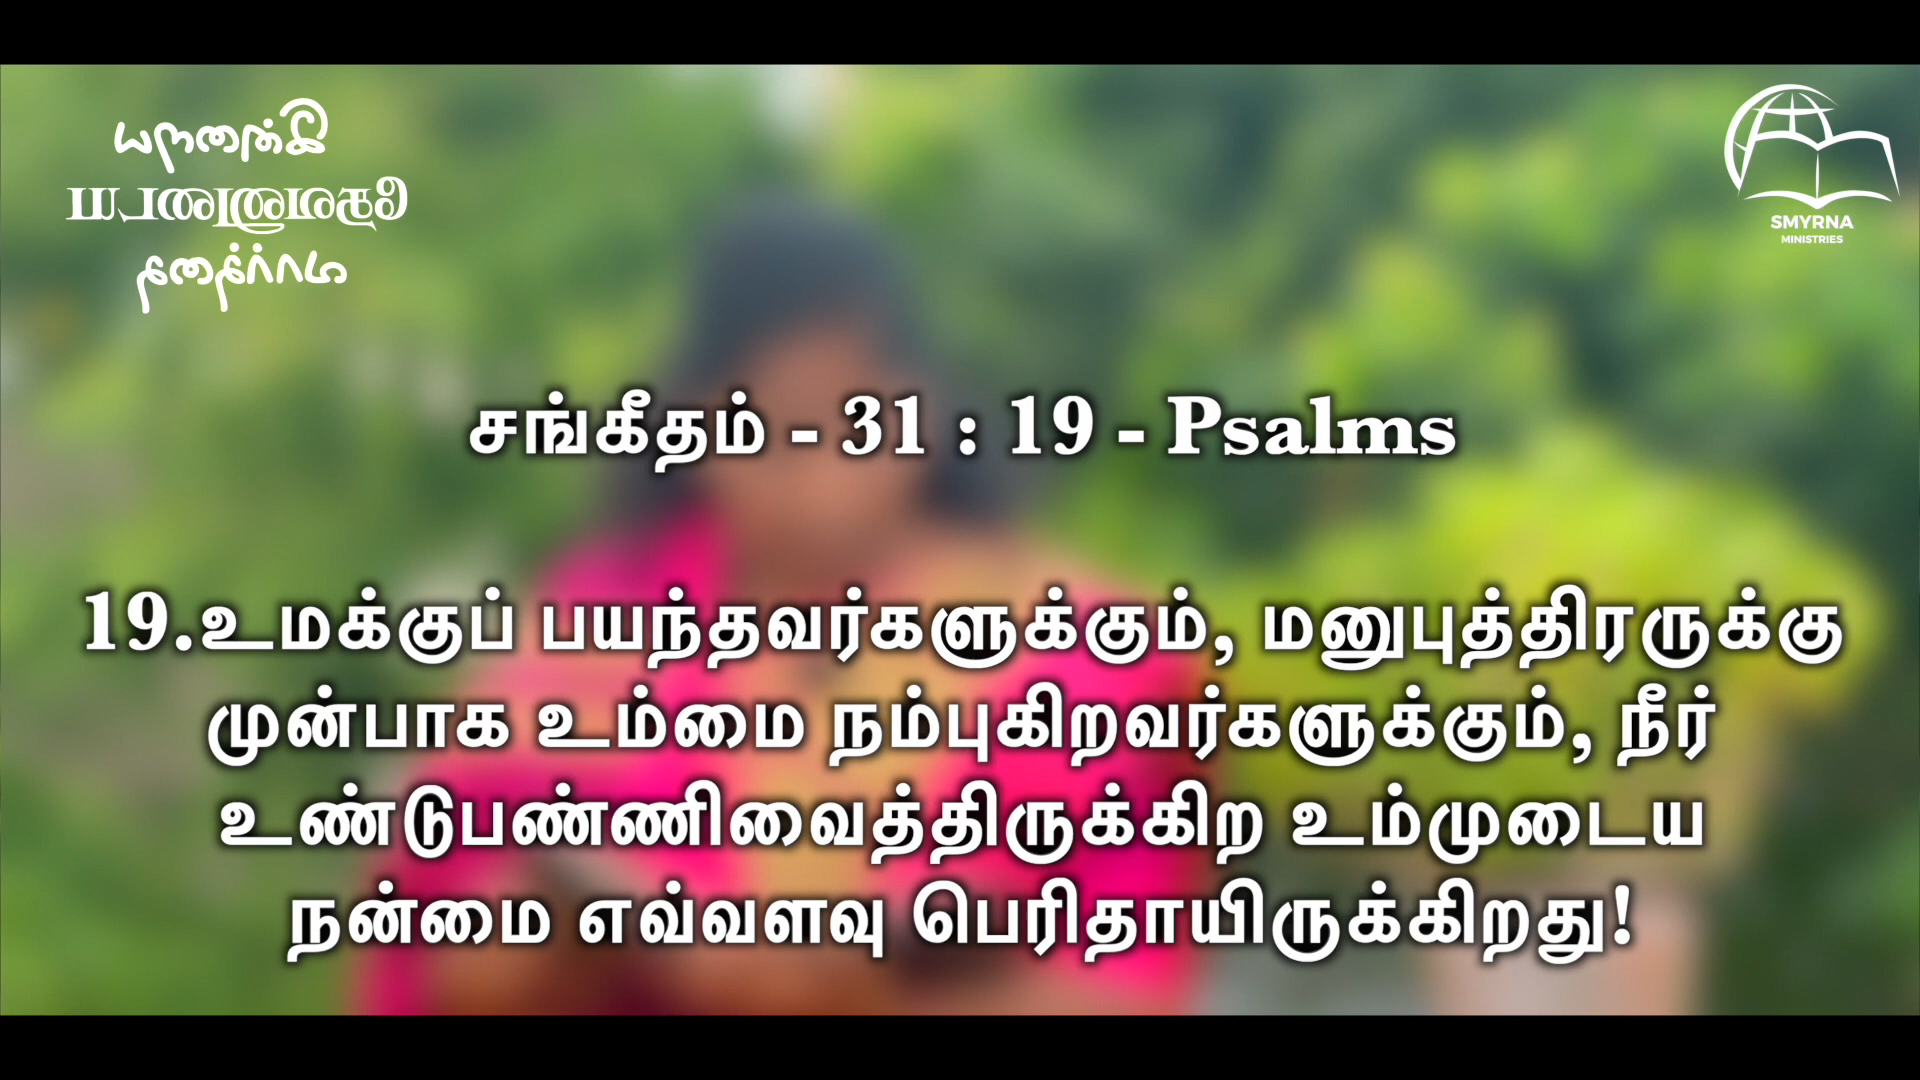 SMYRNA
MINISTRIES
சங்கீதம் - 31 : 19 - Psalms
19.உமக்குப் பயந்தவர்களுக்கும், மனுபுத்திரருக்கு
முன்பாக உம்மை நம்புகிறவர்களுக்கும், நீர்
உண்டுபண்ணிவைத்திருக்கிற உம்முடைய
நன்மை எவ்வளவு பெரிதாயிருக்கிறது!